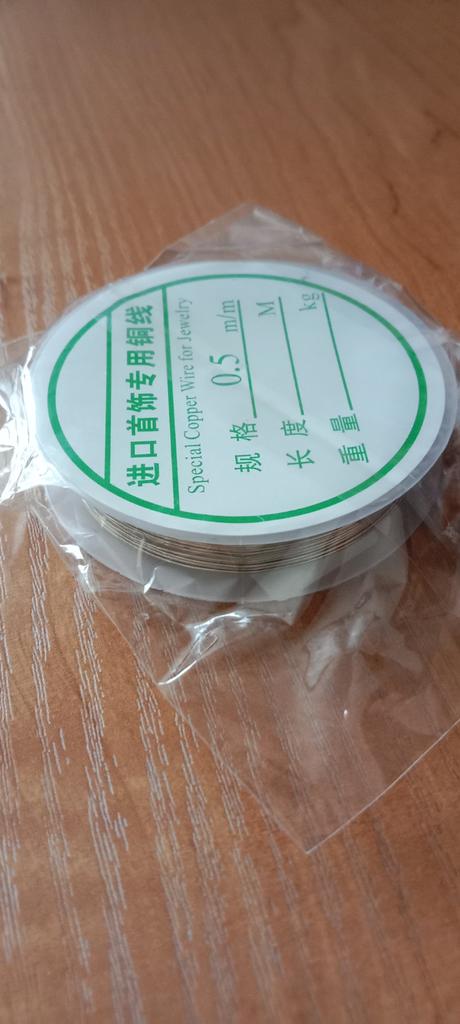 进口首饰专用铜线
Special Copper Wire for Jewelry
规格 0.5 m/m
长度 M
重量 kg